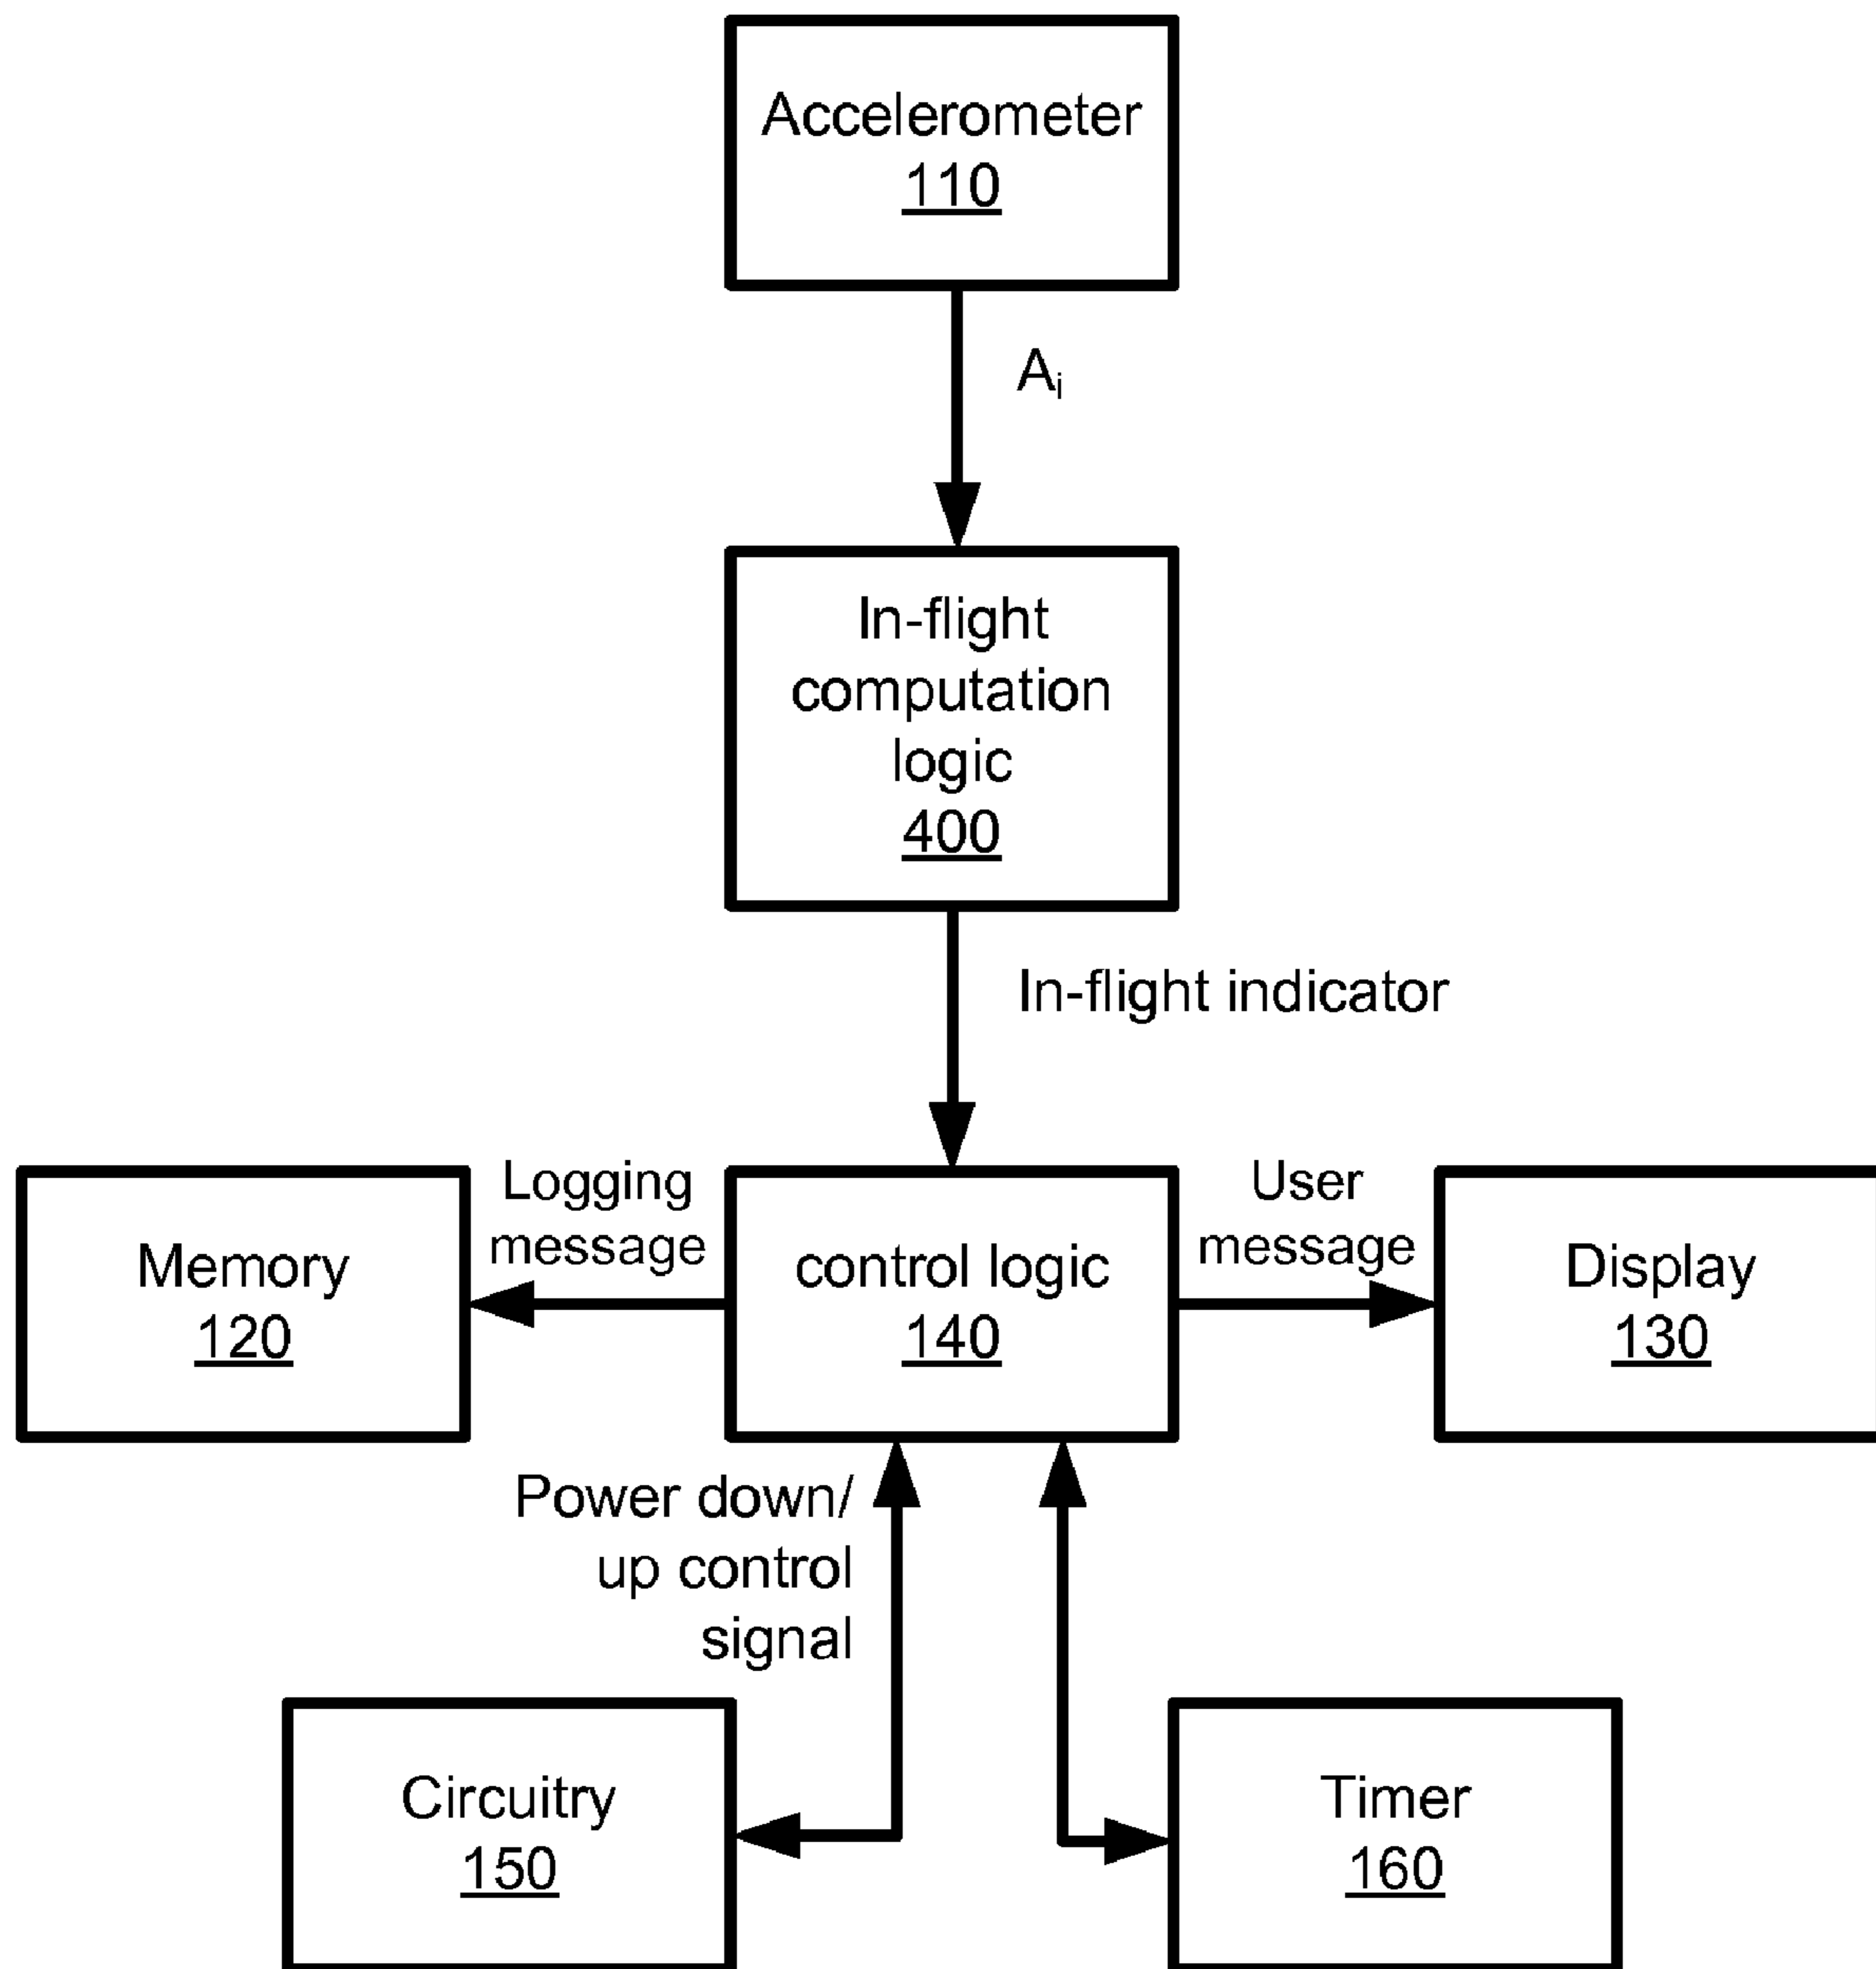 Accelerometer
110
Ai
In-flight
computation
logic
400
In-flight indicator
Memory
120
Logging
message
control logic
140
User
message
Display
130
Power down/
up control
signal
Circuitry
150
Timer
160